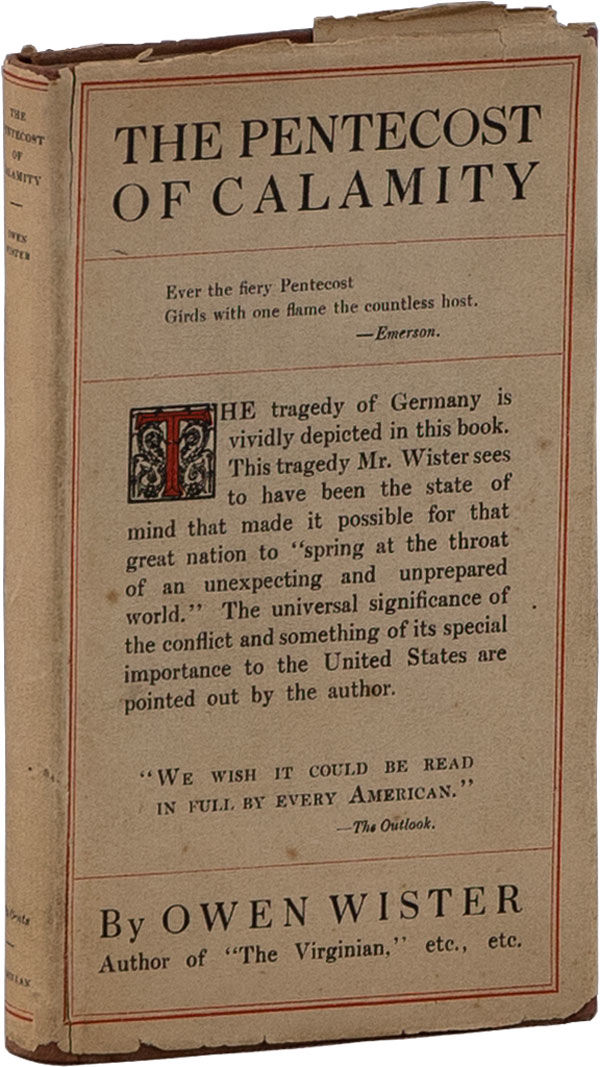 THE
OF
OWEN
THE PENTECOST
OF CALAMITY
Ever the fiery Pentecost
Girds with one flame the countless host.
—Emerson.
THE tragedy of Germany is
vividly depicted in this book.
This tragedy Mr. Wister sees
to have been the state of
mind that made it possible for that
great nation to "spring at the throat
of an unexpecting and unprepared
world." The universal significance of
the conflict and something of its special
importance to the United States are
pointed out by the author.
"WE WISH IT COULD BE READ
IN FULL BY EVERY AMERICAN."
—The Outlook.
By OWEN WISTER
Author of "The Virginian," etc., etc.